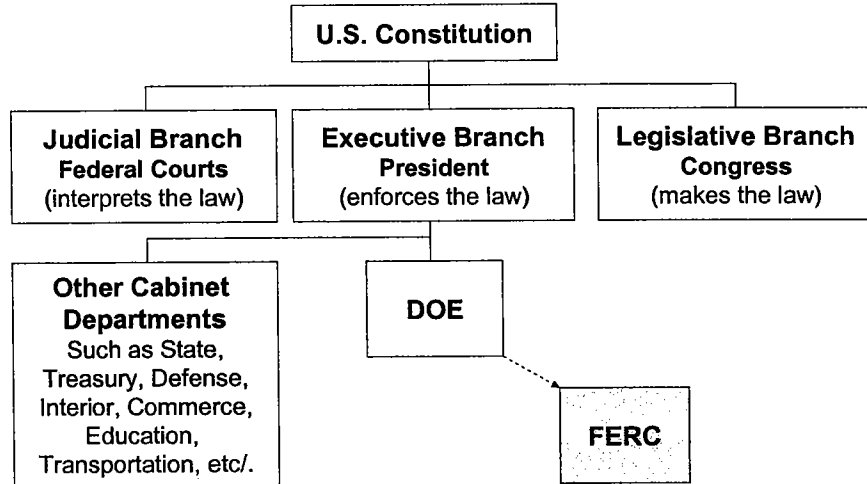 U.S. Constitution
Judicial Branch
Federal Courts
(interprets the law)
Executive Branch
President
(enforces the law)
Legislative Branch
Congress
(makes the law)
Other Cabinet
Departments
Such as State,
Treasury, Defense,
Interior, Commerce,
Education,
Transportation, etc/.
DOE
FERC